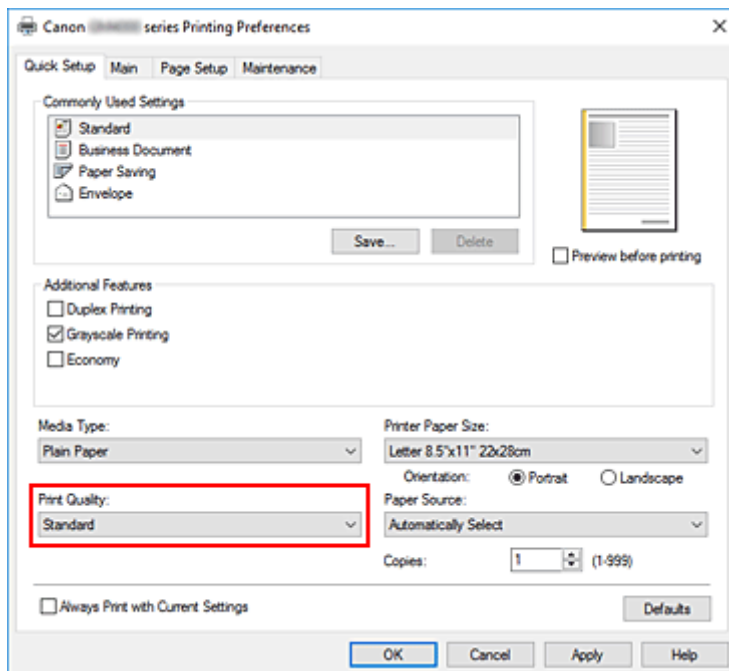 Canon series Printing Preferences
Quick Setup Main Page Setup Maintenance
Commonly Used Settings
Standard
Business Document
Paper Saving
Envelope
Save... Delete
Preview before printing
Additional Features
Duplex Printing
Grayscale Printing
Economy
Media Type: Printer Paper Size:
Plain Paper Letter 8.5"x11" 22x28cm
Orientation: Portrait Landscape
Print Quality: Paper Source:
Standard Automatically Select
Copies: 1 (1-999)
Always Print with Current Settings Defaults
OK Cancel Apply Help